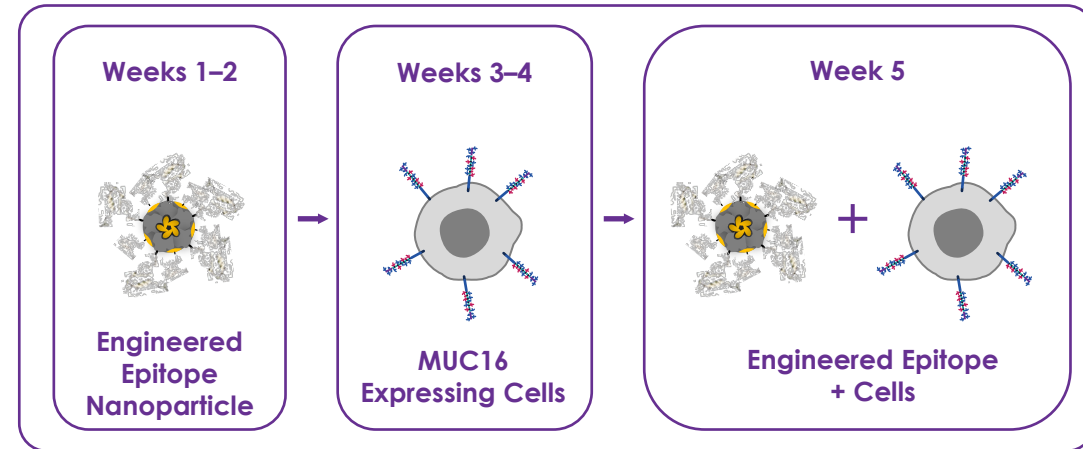 Weeks 1–2
Engineered
Epitope
Nanoparticle
Weeks 3–4
MUC16
Expressing Cells
Week 5
+
Engineered Epitope
+ Cells